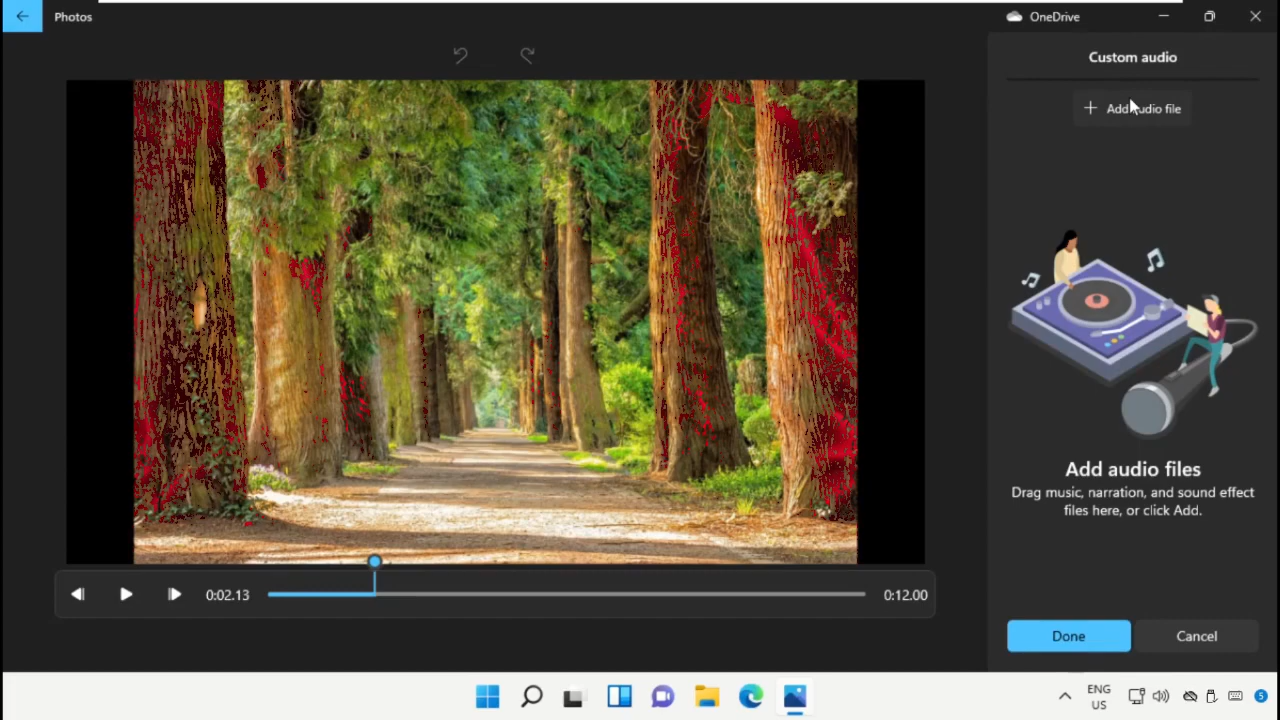 Photos
OneDrive
Custom audio
Add audio file
Add audio files
Drag music, narration, and sound effect
files here, or click Add.
0:02.13
0:12.00
Done
Cancel
ENG
US
5